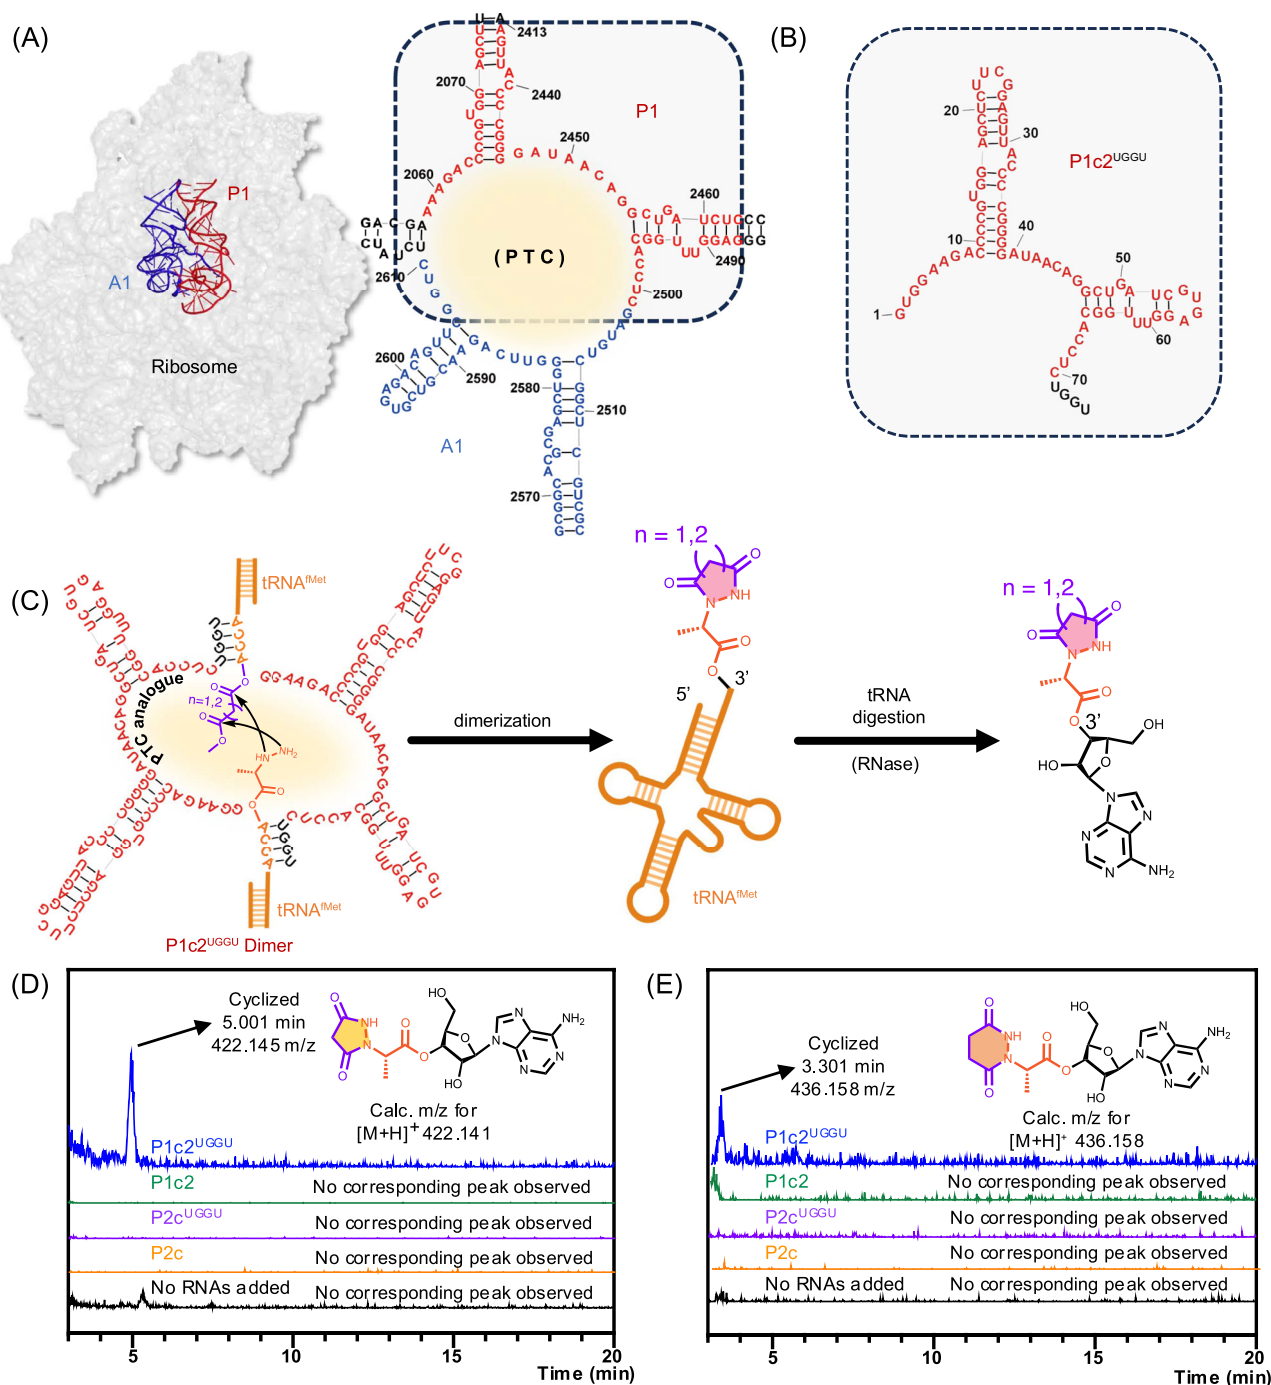 (A)
Ribosome
P1
A1
2413
2070
2440
P1
2450
2060
2460
(PTC)
2490
2610
2500
2600
2590
2580
2510
A1
2570
(B)
20
30
P1c2UGGU
10
40
50
1
60
70
(C)
tRNAfMet
PTC analogue
n=1,2
tRNAfMet
P1c2UGGU Dimer
dimerization
n = 1,2
5’
3’
tRNAfMet
tRNA
digestion
(RNase)
n = 1,2
3’
OH
HO
NH2
(D)
Cyclized
5.001 min
422.145 m/z
Calc. m/z for
[M+H]+ 422.141
P1c2UGGU
P1c2 No corresponding peak observed
P2cUGGU No corresponding peak observed
P2c No corresponding peak observed
No RNAs added No corresponding peak observed
5 10 15 20
Time (min)
(E)
Cyclized
3.301 min
436.158 m/z
Calc. m/z for
[M+H]+ 436.158
P1c2UGGU
P1c2 No corresponding peak observed
P2cUGGU No corresponding peak observed
P2c No corresponding peak observed
No RNAs added No corresponding peak observed
5 10 15 20
Time (min)